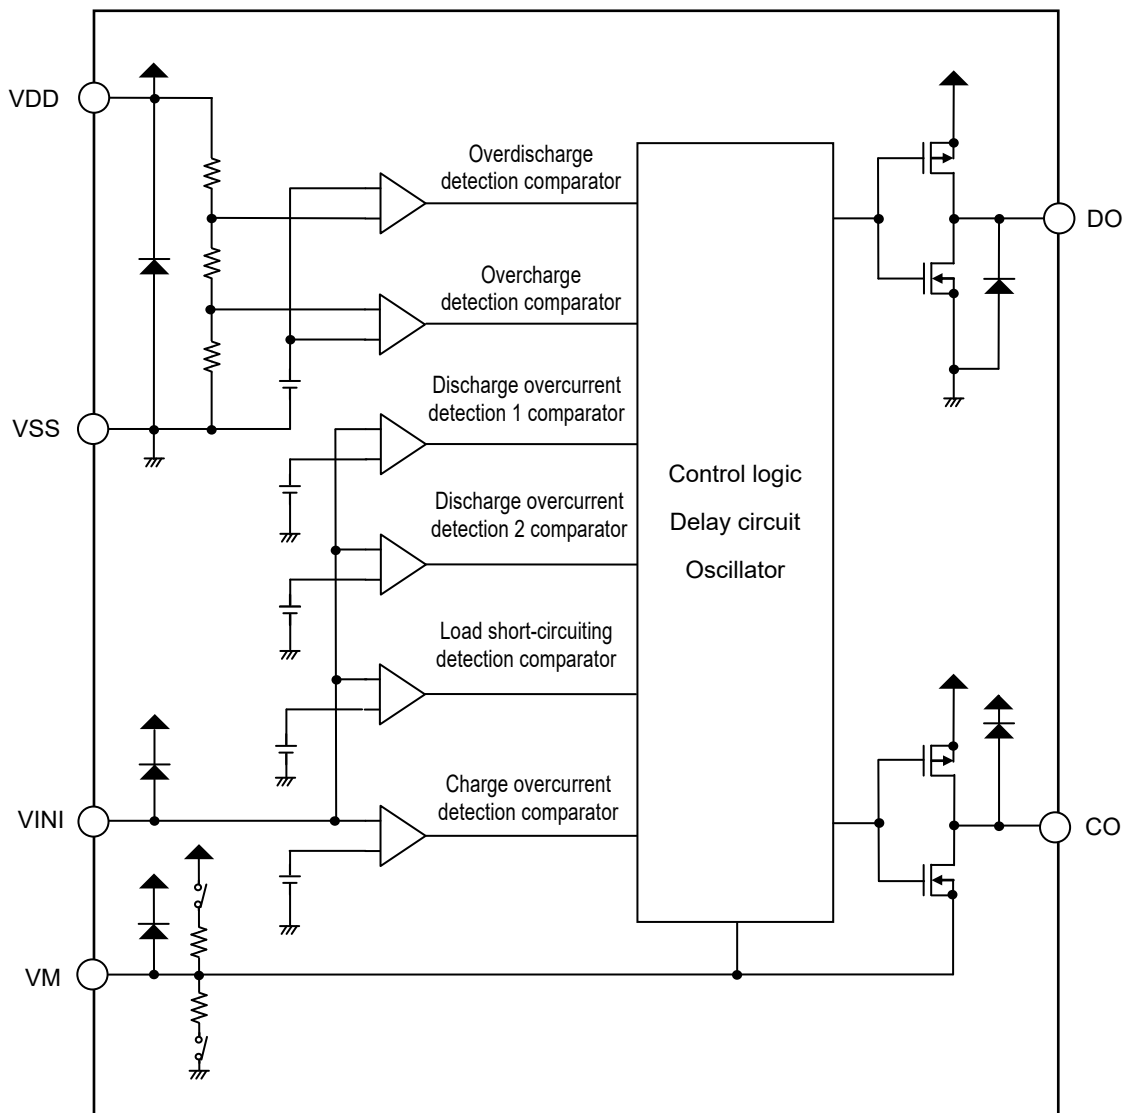 VDD
Overdischarge
detection comparator
DO
Overcharge
detection comparator
Discharge overcurrent
detection 1 comparator
VSS
Control logic
Delay circuit
Oscillator
Discharge overcurrent
detection 2 comparator
Load short-circuiting
detection comparator
Charge overcurrent
detection comparator
VINI
CO
VM